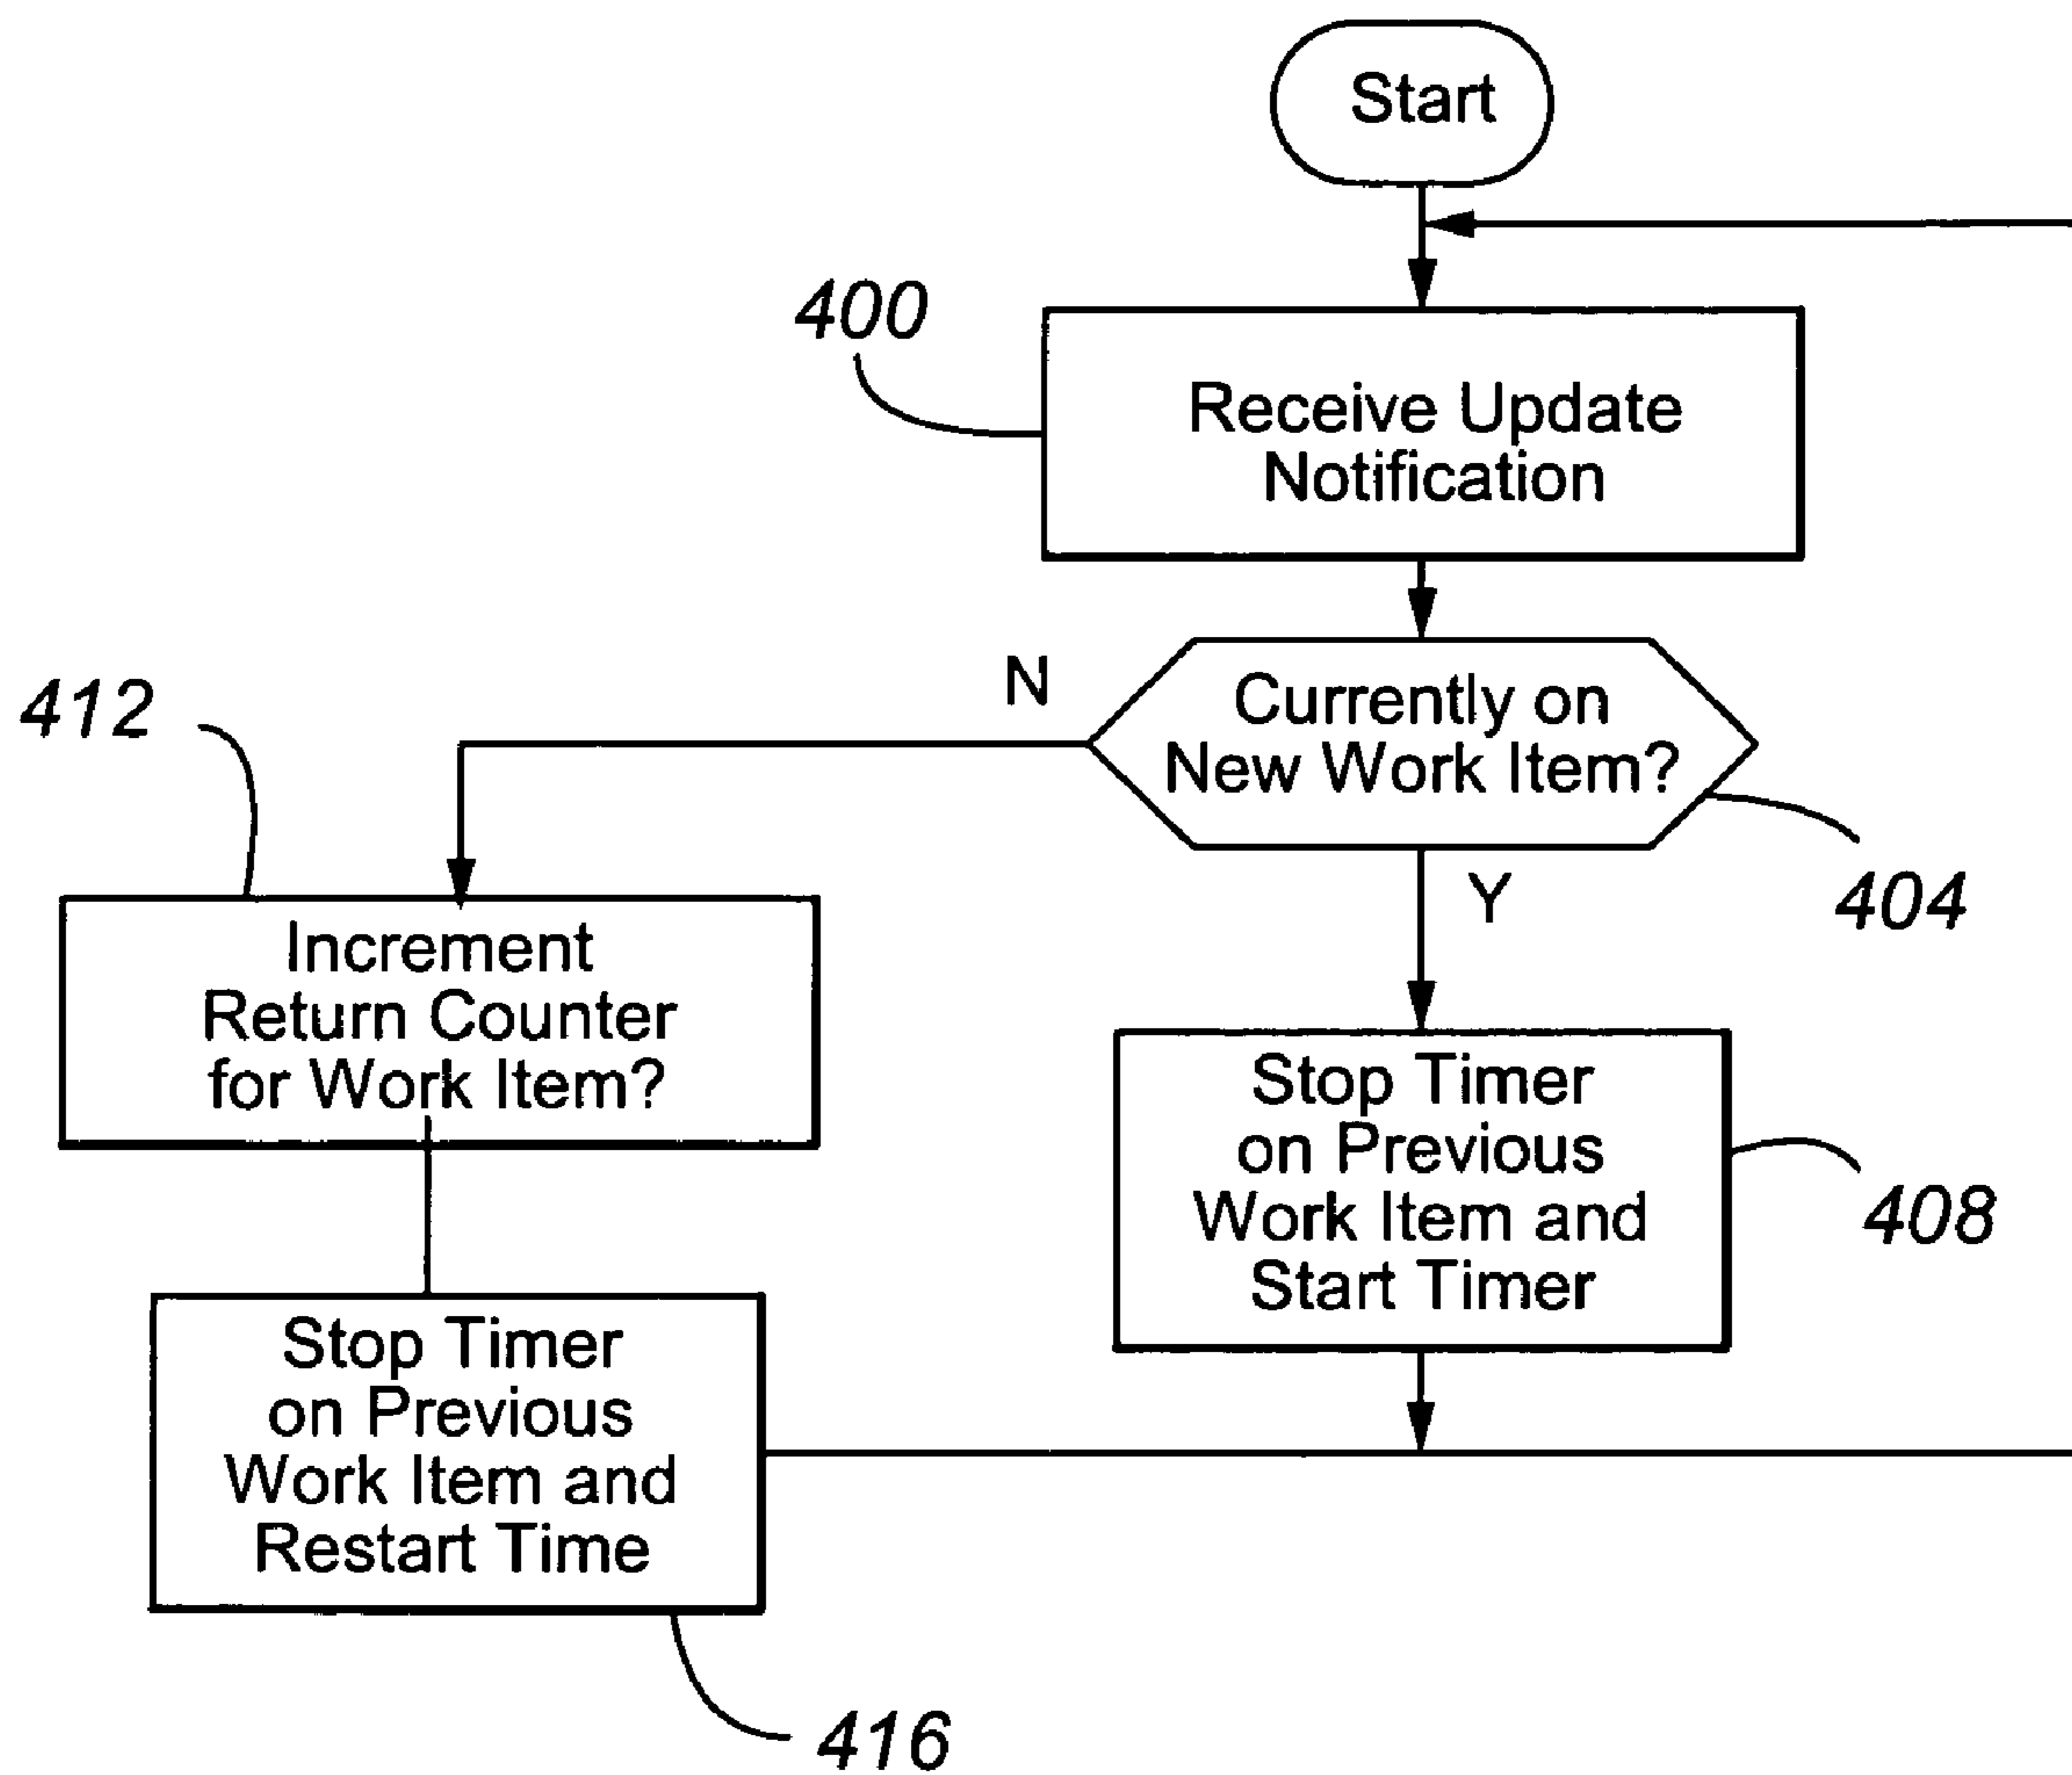 Start
400
Receive Update
Notification
N
Currently on
New Work Item?
404
Y
412
Increment
Return Counter
for Work Item?
Stop Timer
on Previous
Work Item and
Start Timer
408
Stop Timer
on Previous
Work Item and
Restart Time
416